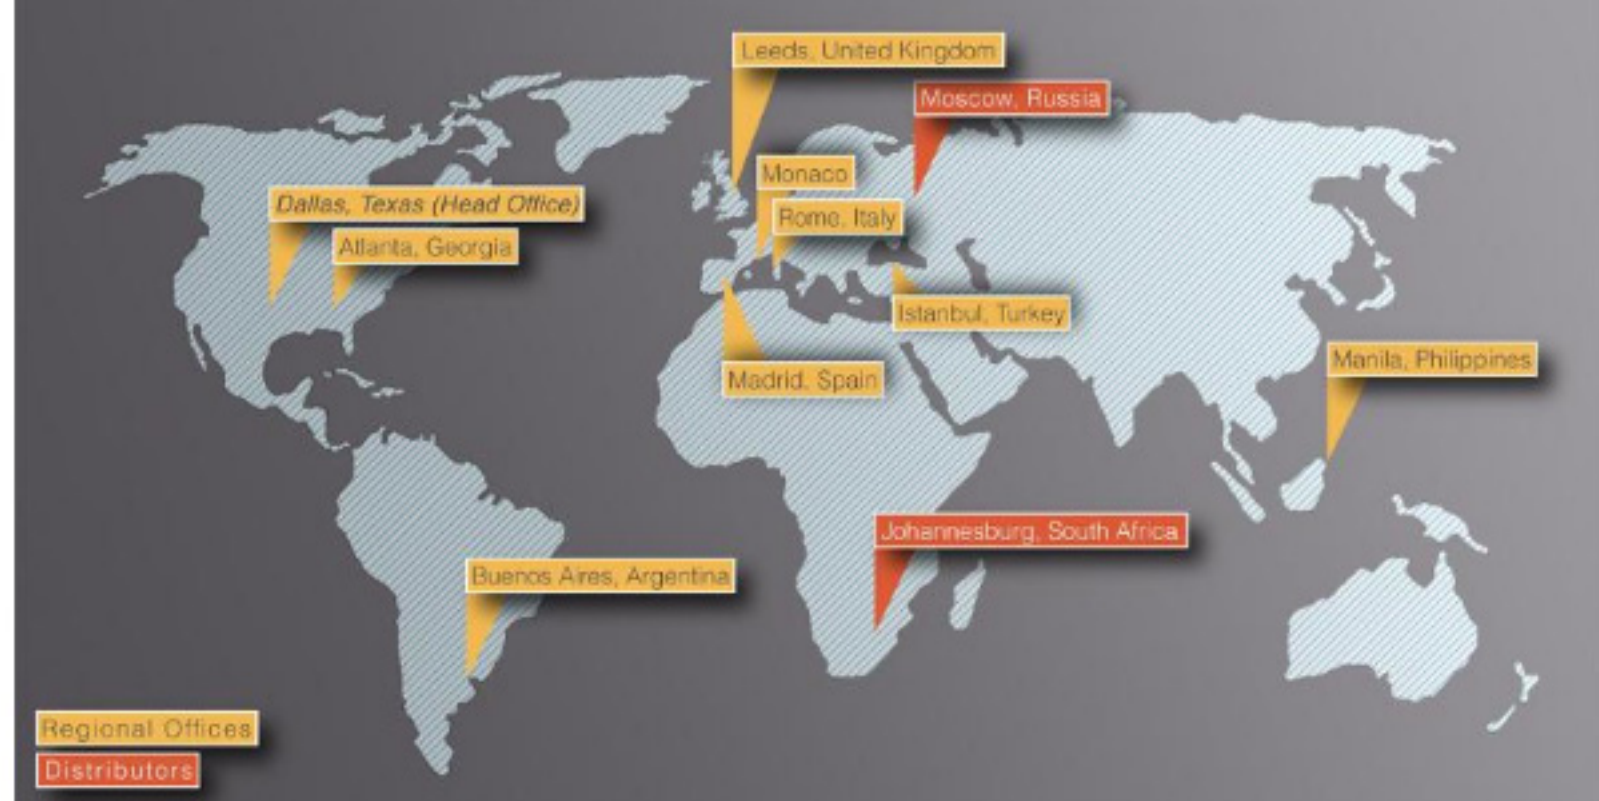 Leeds, United Kingdom
Moscow, Russia
Monaco
Dallas, Texas (Head Office)
Rome. Italy
Atlanta, Georgia
Istanbul, Turkey
Manila, Philippines
Madrid. Spain
Johannesburg, South Africa
Buenos Aires, Argentina
Regional Offices
Distributors